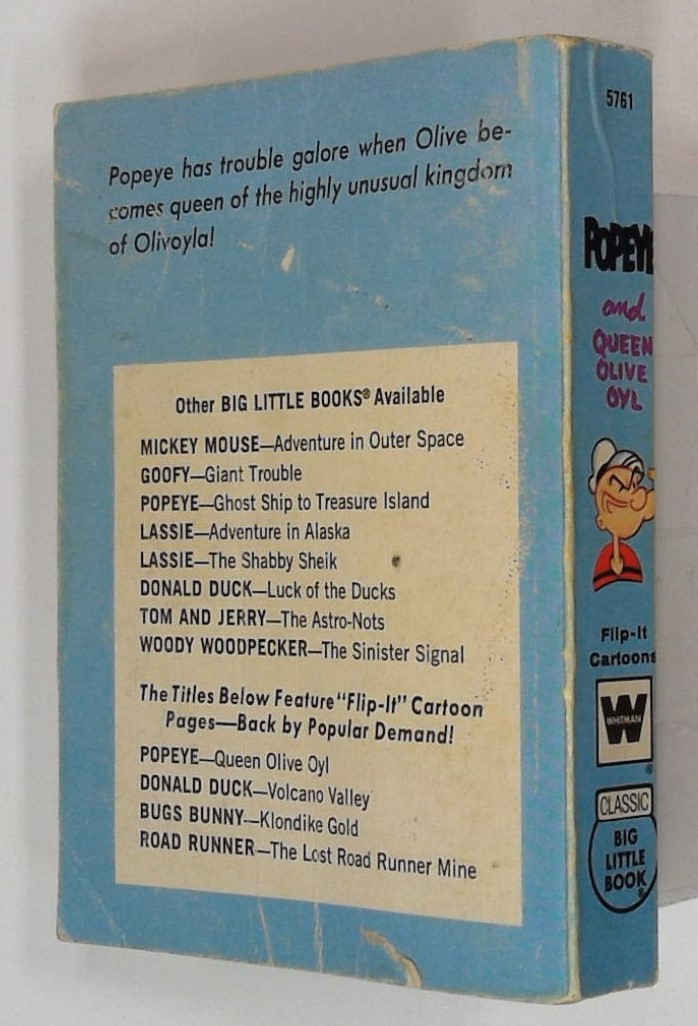 Popeye has trouble galore when Olive be-
comes queen of the highly unusual kingdom
of Olivoyla!
Other BIG LITTLE BOOKS® Available
MICKEY MOUSE—Adventure in Outer Space
GOOFY—Giant Trouble
POPEYE—Ghost Ship to Treasure Island
LASSIE—Adventure in Alaska
LASSIE—The Shabby Sheik
DONALD DUCK—Luck of the Ducks
TOM AND JERRY—The Astro-Nots
WOODY WOODPECKER—The Sinister Signal
The Titles Below Feature "Flip-It" Cartoon
Pages—Back by Popular Demand!
POPEYE—Queen Olive Oyl
DONALD DUCK—Volcano Valley
BUGS BUNNY—Klondike Gold
ROAD RUNNER—The Lost Road Runner Mine
5761
POPEYE
and
QUEEN
OLIVE
OYL
Flip-It
Cartoons
W
WHITMAN
®
CLASSIC
BIG
LITTLE
BOOK®